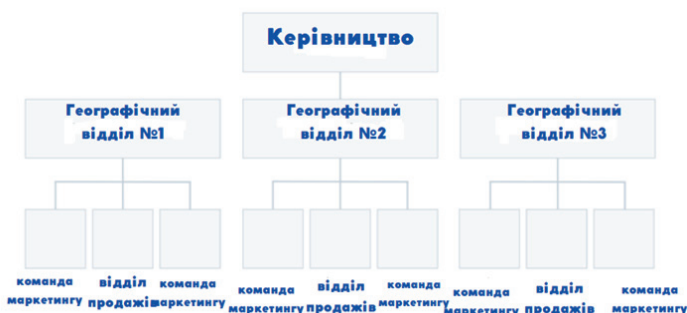 Керівництво
Географічний
відділ №1
Географічний
відділ №2
Географічний
відділ №3
команда
маркетингу
відділ
продажів
команда
маркетингу
команда
маркетингу
відділ
продажів
команда
маркетингу
команда
маркетингу
відділ
продажів
команда
маркетингу